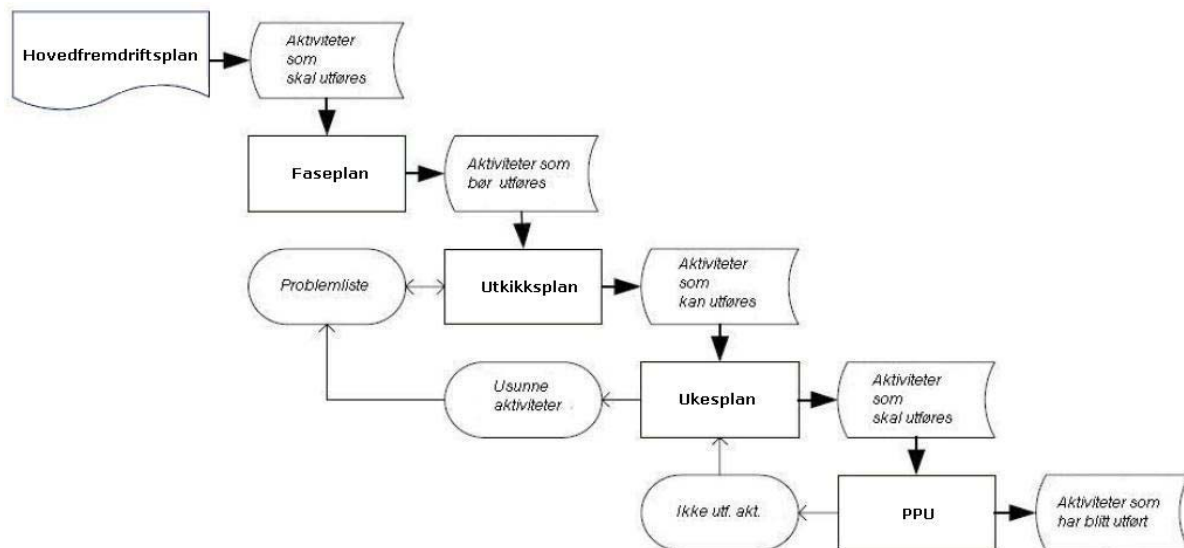 Hovedfremdriftsplan
Aktiviteter
som
skal utføres
Faseplan
Aktiviteter som
bør utføres
Problemliste
Utkikksplan
Aktiviteter
som
kan utføres
Usunne
aktiviteter.
Ukesplan
Aktiviteter
som
skal utføres
Ikke utf. akt.
PPU
Aktiviteter som
har blitt utført